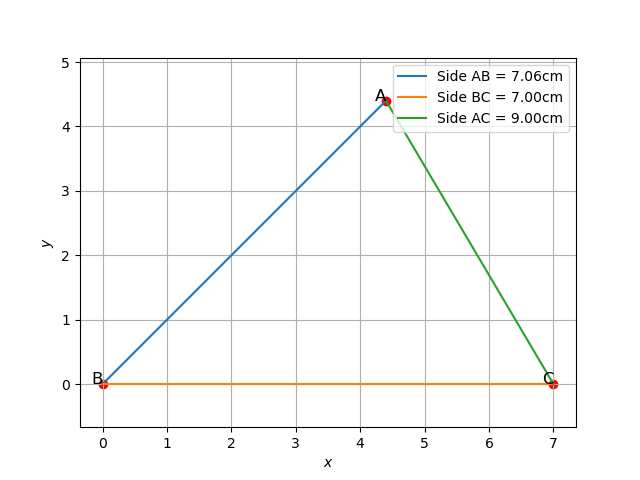 Side AB = 7.06cm
Side BC = 7.00cm
Side AC = 9.00cm
A
B
C
5
4
3
2
1
0
y
0 1 2 3 4 5 6 7
x